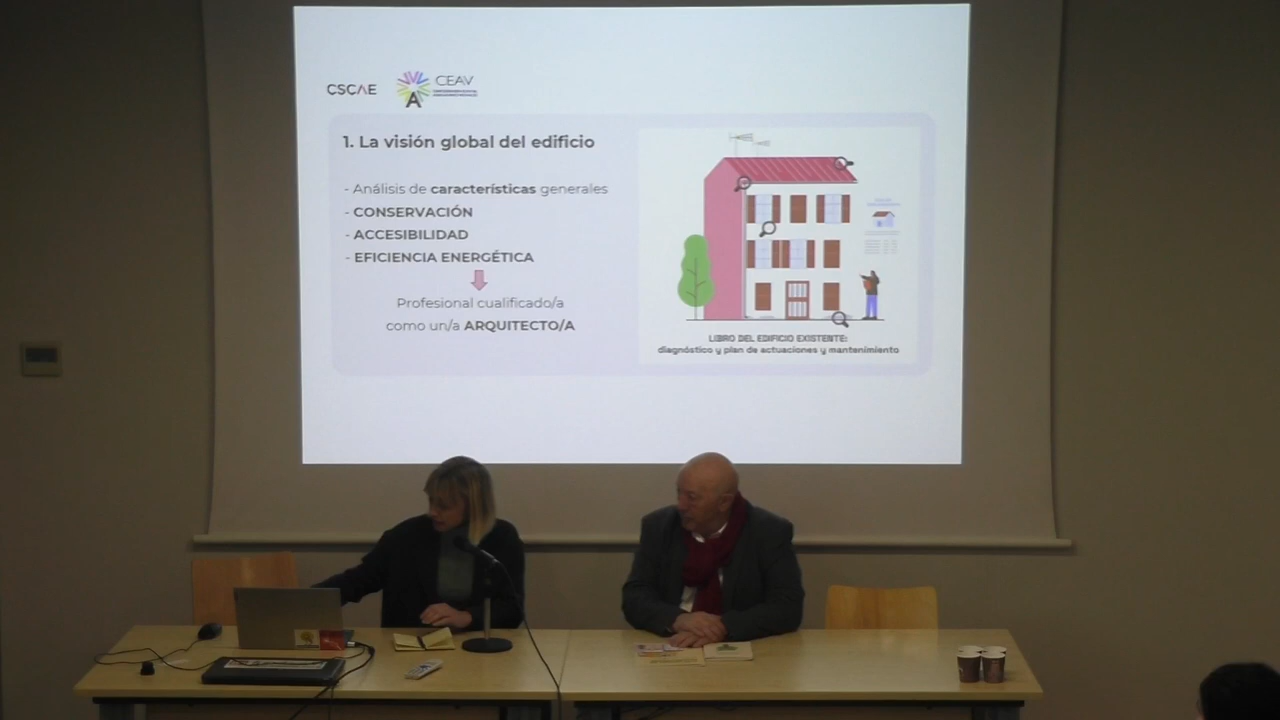 CSCAE
CEAV
1. La visión global del edificio
- Análisis de características generales
- CONSERVACIÓN
- ACCESIBILIDAD
- EFICIENCIA ENERGÉTICA
Profesional cualificado/a
como un/a ARQUITECTO/A
LIBRO DEL EDIFICIO EXISTENTE:
diagnóstico y plan de actuaciones y mantenimiento